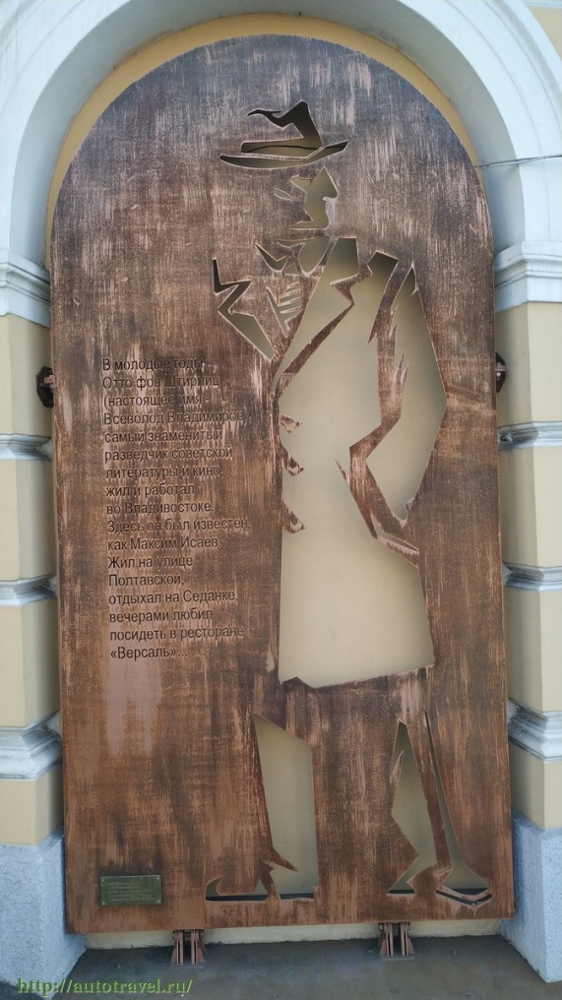 В молодые годы
Отто фон Штирлиц
(настоящее имя -
Всеволод Владимиров)
самый знаменитый
разведчик советской
литературы и кино,
жил и работал
во Владивостоке.
Здесь он был известен,
как Максим Исаев.
Жил на улице
Полтавской,
отдыхал на Седанке,
вечерами любил
посидеть в ресторане
«Версаль»...
http://autotravel.ru/